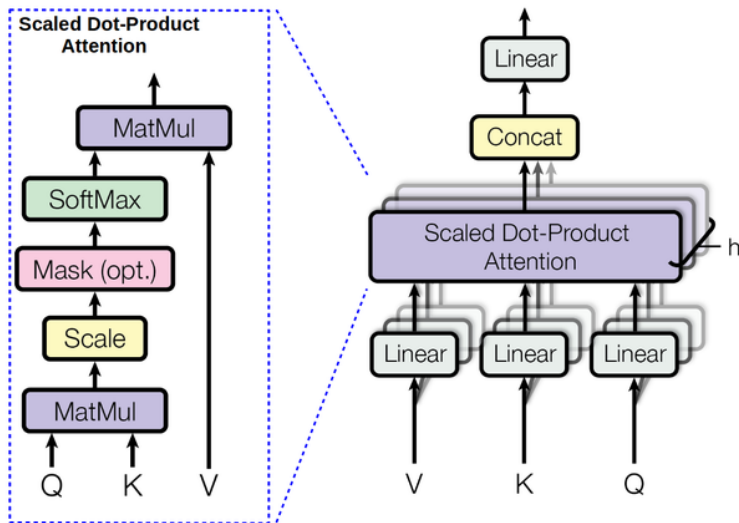 Scaled Dot-Product
Attention
MatMul
SoftMax
Mask (opt.)
Scale
MatMul
Q K V
Linear
Concat
Scaled Dot-Product
Attention
h
Linear Linear Linear
V K Q